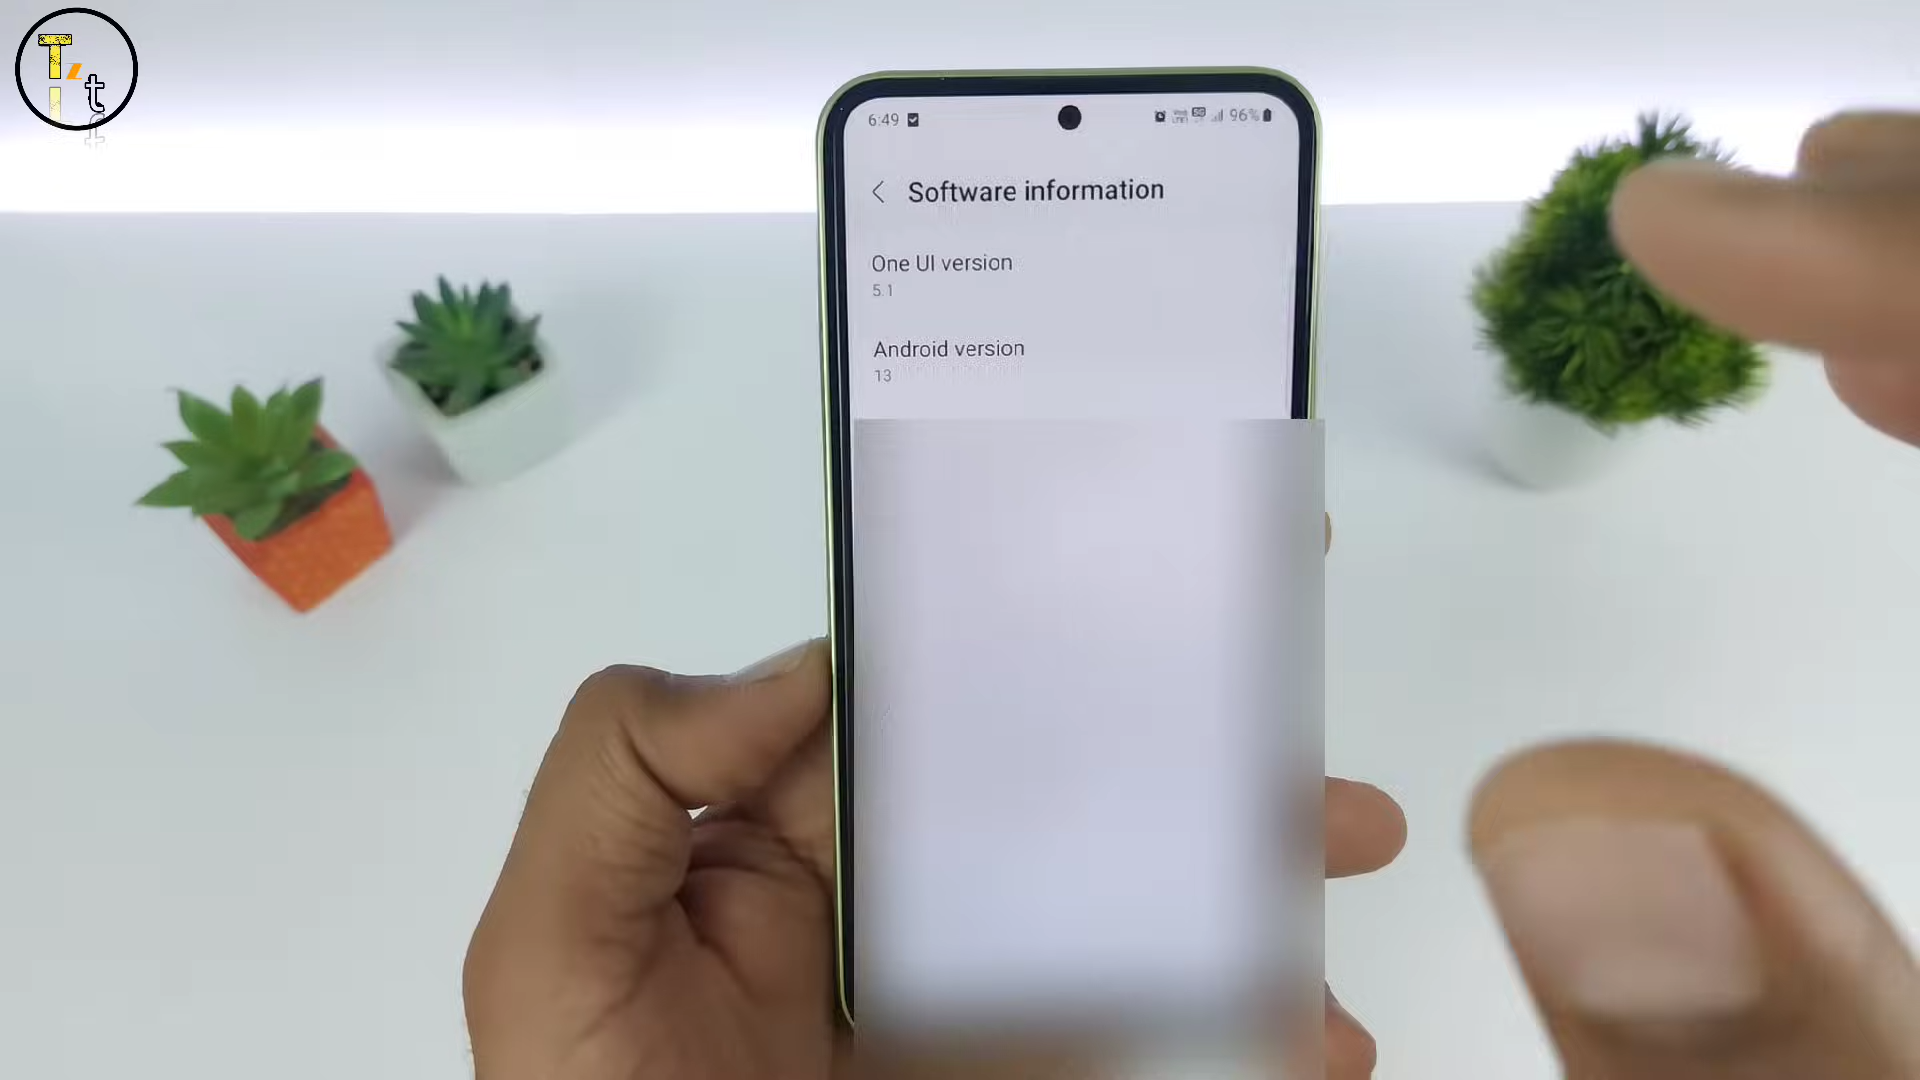 T
z
i t
6:49 96%
Software information
One UI version
5.1
Android version
13